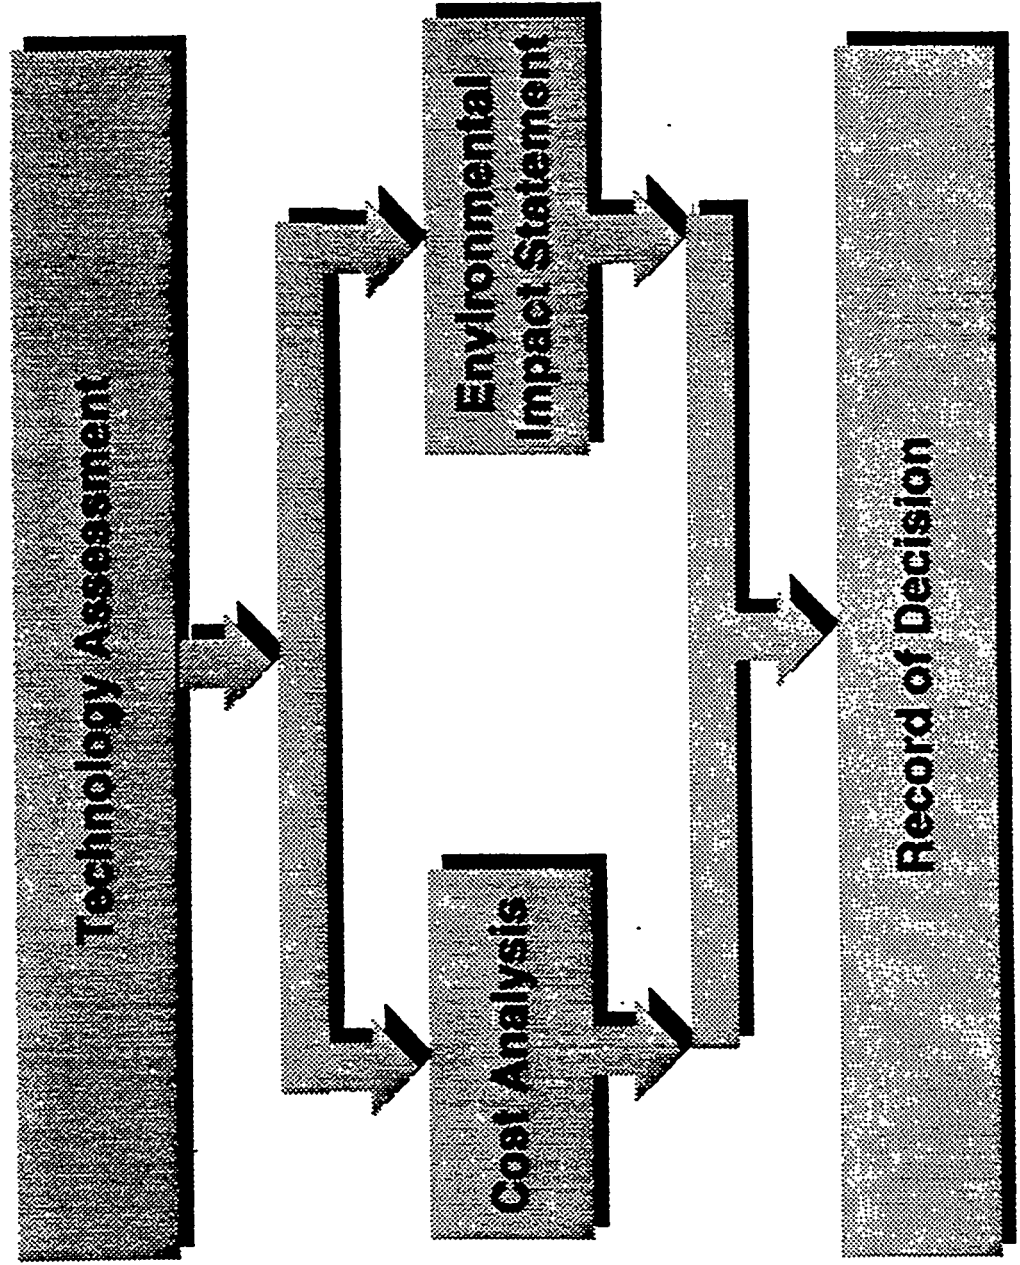 Technology Assessment
Cost Analysis
Environmental
Impact Statement
Record of Decision